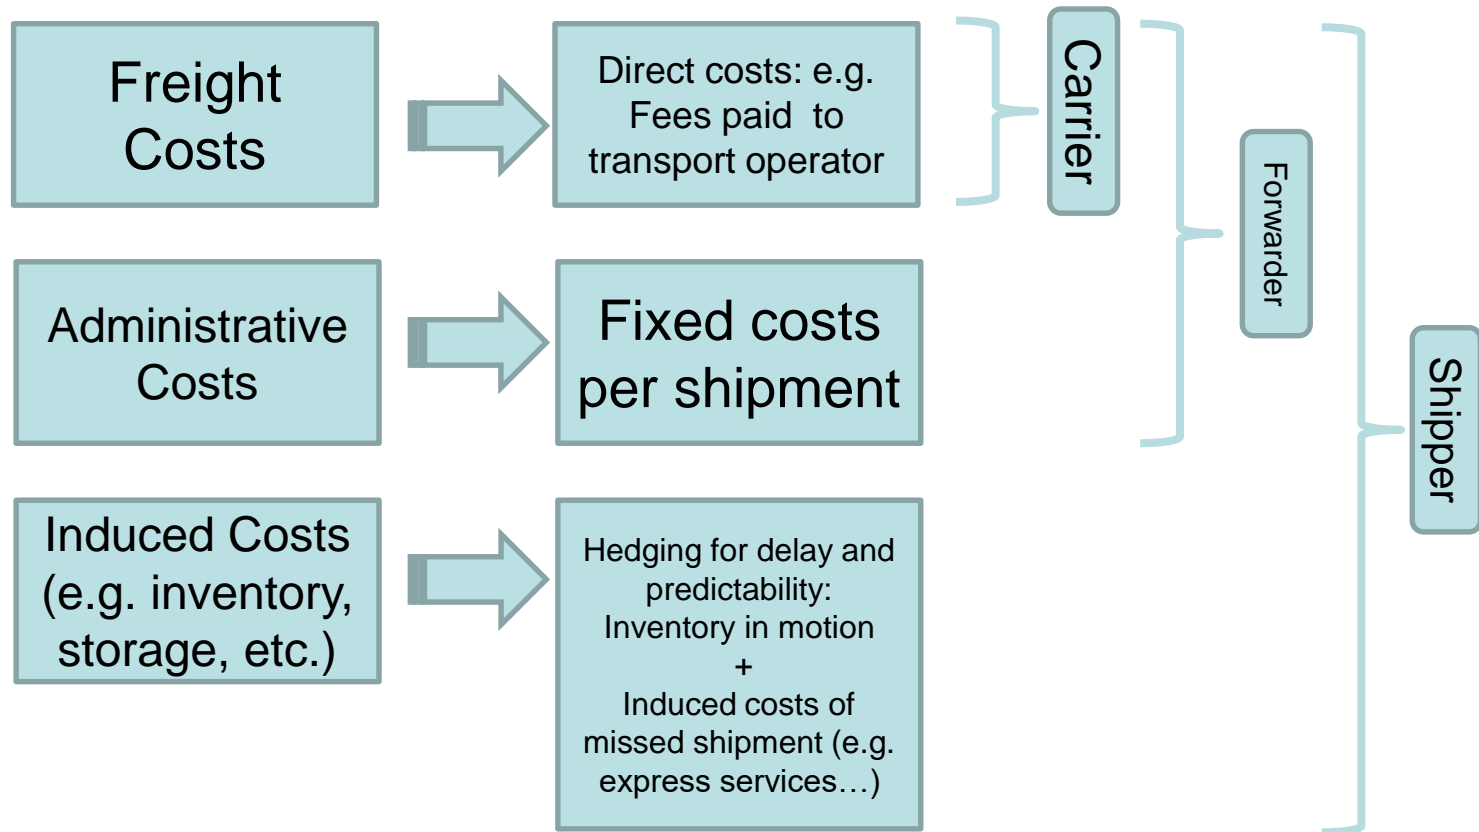 Freight
Costs
Direct costs: e.g.
Fees paid to
transport operator
Carrier
Forwarder
Administrative
Costs
Fixed costs
per shipment
Shipper
Induced Costs
(e.g. inventory,
storage, etc.)
Hedging for delay and
predictability:
Inventory in motion
+
Induced costs of
missed shipment (e.g.
express services…)